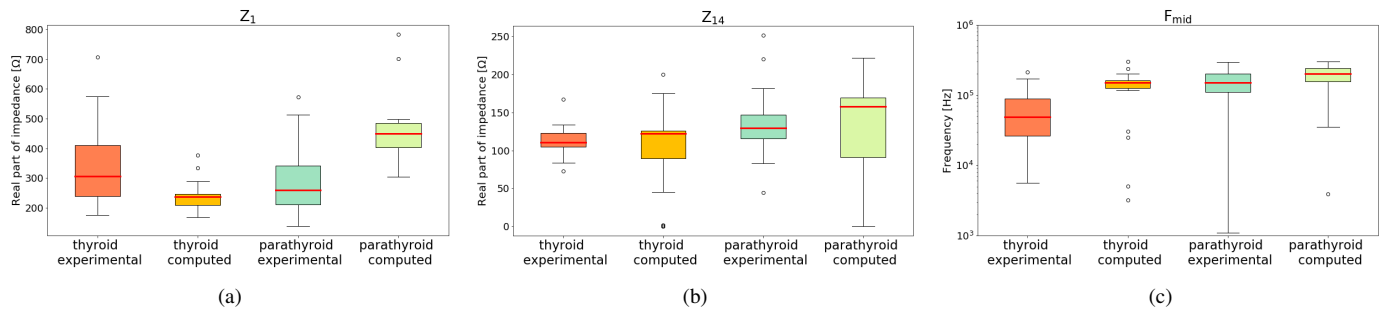 Z1
Real part of impedance [Ω]
800
700
600
500
400
300
200
thyroid
experimental
thyroid
computed
parathyroid
experimental
parathyroid
computed
(a)
Z14
Real part of impedance [Ω]
250
200
150
100
50
0
thyroid
experimental
thyroid
computed
parathyroid
experimental
parathyroid
computed
(b)
Fmid
Frequency [Hz]
10^6
10^5
10^4
10^3
thyroid
experimental
thyroid
computed
parathyroid
experimental
parathyroid
computed
(c)